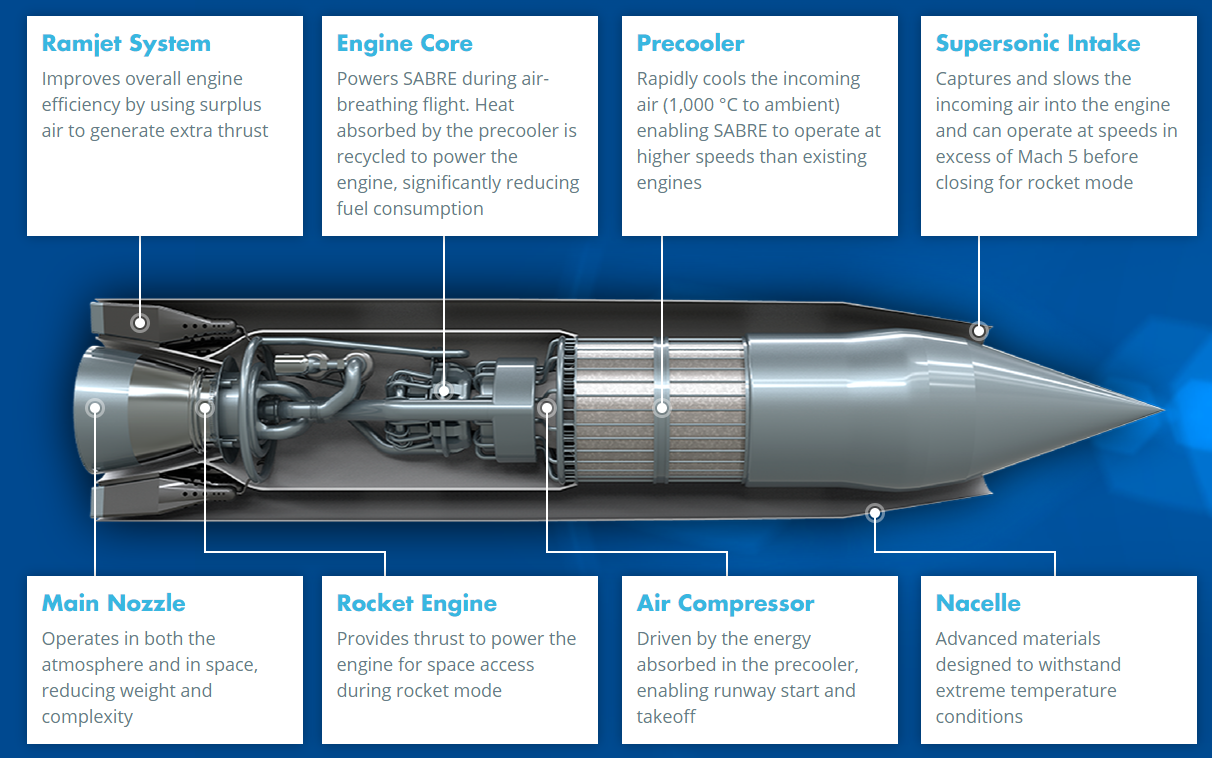 Ramjet System
Improves overall engine
efficiency by using surplus
air to generate extra thrust
Engine Core
Powers SABRE during air-
breathing flight. Heat
absorbed by the precooler is
recycled to power the
engine, significantly reducing
fuel consumption
Precooler
Rapidly cools the incoming
air (1,000 °C to ambient)
enabling SABRE to operate at
higher speeds than existing
engines
Supersonic Intake
Captures and slows the
incoming air into the engine
and can operate at speeds in
excess of Mach 5 before
closing for rocket mode
Main Nozzle
Operates in both the
atmosphere and in space,
reducing weight and
complexity
Rocket Engine
Provides thrust to power the
engine for space access
during rocket mode
Air Compressor
Driven by the energy
absorbed in the precooler,
enabling runway start and
takeoff
Nacelle
Advanced materials
designed to withstand
extreme temperature
conditions